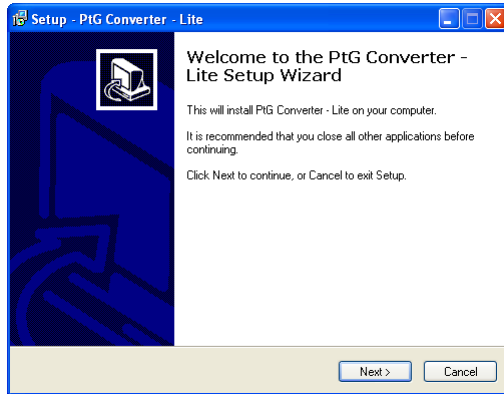 Setup - PtG Converter - Lite
Welcome to the PtG Converter -
Lite Setup Wizard
This will install PtG Converter - Lite on your computer.
It is recommended that you close all other applications before
continuing.
Click Next to continue, or Cancel to exit Setup.
Next >
Cancel